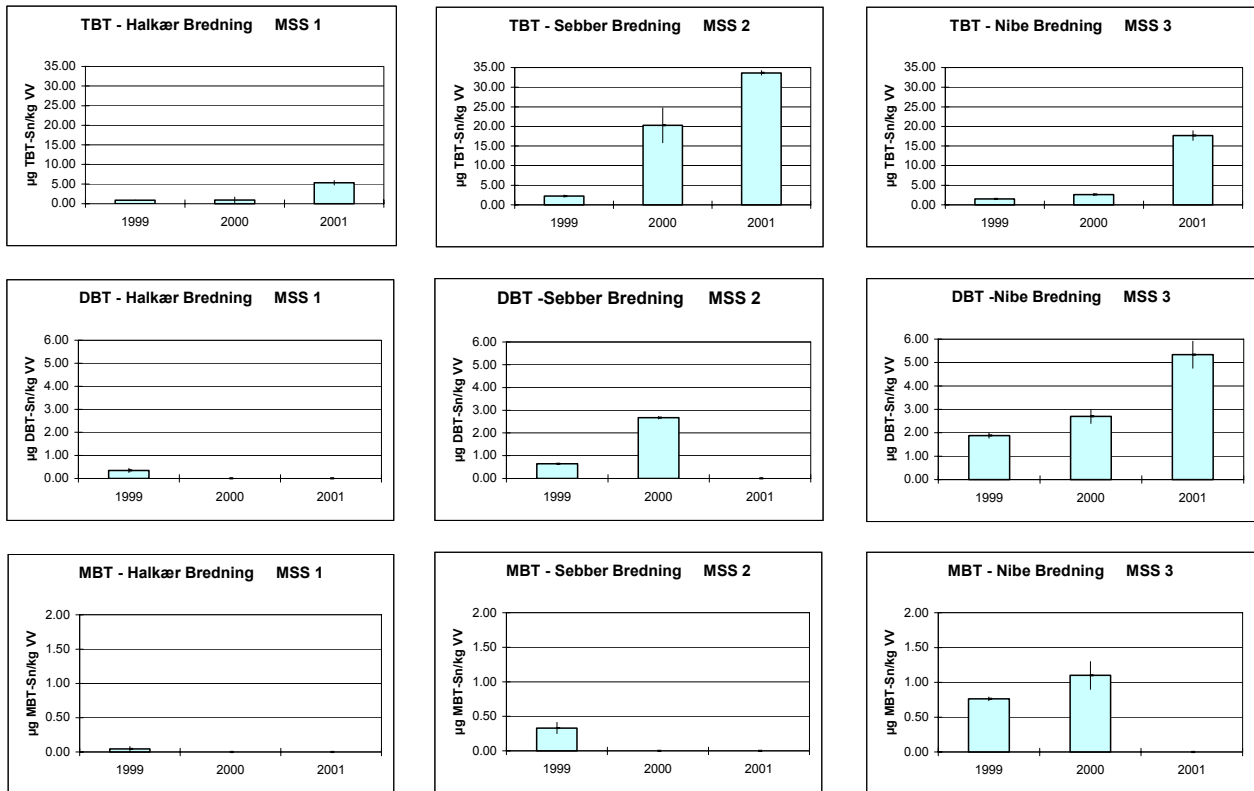 TBT - Halkær Bredning MSS 1
µg TBT-Sn/kg VV
35.00
30.00
25.00
20.00
15.00
10.00
5.00
0.00
1999 2000 2001
TBT - Sebber Bredning MSS 2
µg TBT-Sn/kg VV
35.00
30.00
25.00
20.00
15.00
10.00
5.00
0.00
1999 2000 2001
TBT - Nibe Bredning MSS 3
µg TBT-Sn/kg VV
35.00
30.00
25.00
20.00
15.00
10.00
5.00
0.00
1999 2000 2001
DBT - Halkær Bredning MSS 1
µg DBT-Sn/kg VV
6.00
5.00
4.00
3.00
2.00
1.00
0.00
1999 2000 2001
DBT -Sebber Bredning MSS 2
µg DBT-Sn/kg VV
6.00
5.00
4.00
3.00
2.00
1.00
0.00
1999 2000 2001
DBT -Nibe Bredning MSS 3
µg DBT-Sn/kg VV
6.00
5.00
4.00
3.00
2.00
1.00
0.00
1999 2000 2001
MBT - Halkær Bredning MSS 1
µg MBT-Sn/kg VV
2.00
1.50
1.00
0.50
0.00
1999 2000 2001
MBT - Sebber Bredning MSS 2
µg MBT-Sn/kg VV
2.00
1.50
1.00
0.50
0.00
1999 2000 2001
MBT - Nibe Bredning MSS 3
µg MBT-Sn/kg VV
2.00
1.50
1.00
0.50
0.00
1999 2000 2001